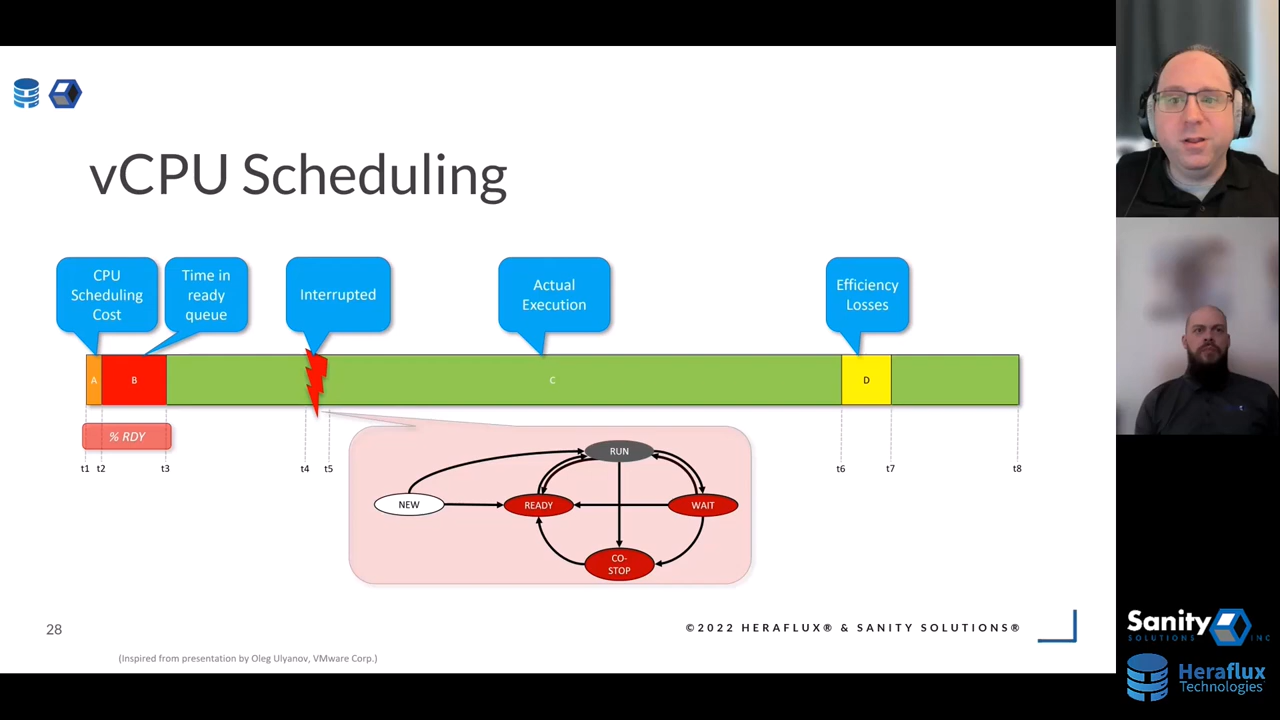 vCPU Scheduling
CPU
Scheduling
Cost
Time in
ready
queue
Interrupted
Actual
Execution
Efficiency
Losses
A
B
C
D
% RDY
t1
t2
t3
t4
t5
t6
t7
t8
RUN
NEW
READY
WAIT
CO-
STOP
28
©2022 HERAFLUX® & SANITY SOLUTIONS®
(Inspired from presentation by Oleg Ulyanov, VMware Corp.)
Sanity
SOLUTIONS INC
Heraflux
Technologies